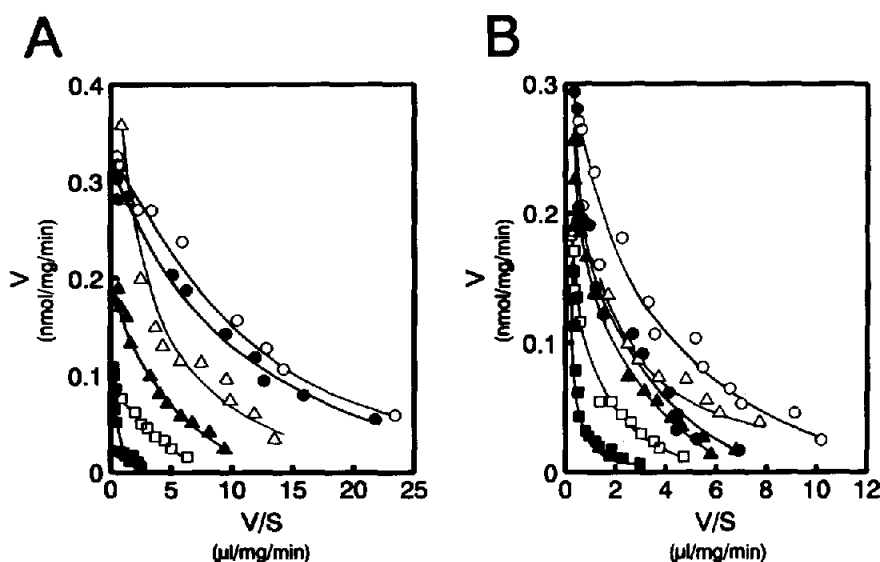 A
B
0.4
0.3
0.2
0.1
0
V
(nmol/mg/min)
0 5 10 15 20 25
V/S
(µl/mg/min)
0.3
0.2
0.1
0
V
(nmol/mg/min)
0 2 4 6 8 10 12
V/S
(µl/mg/min)